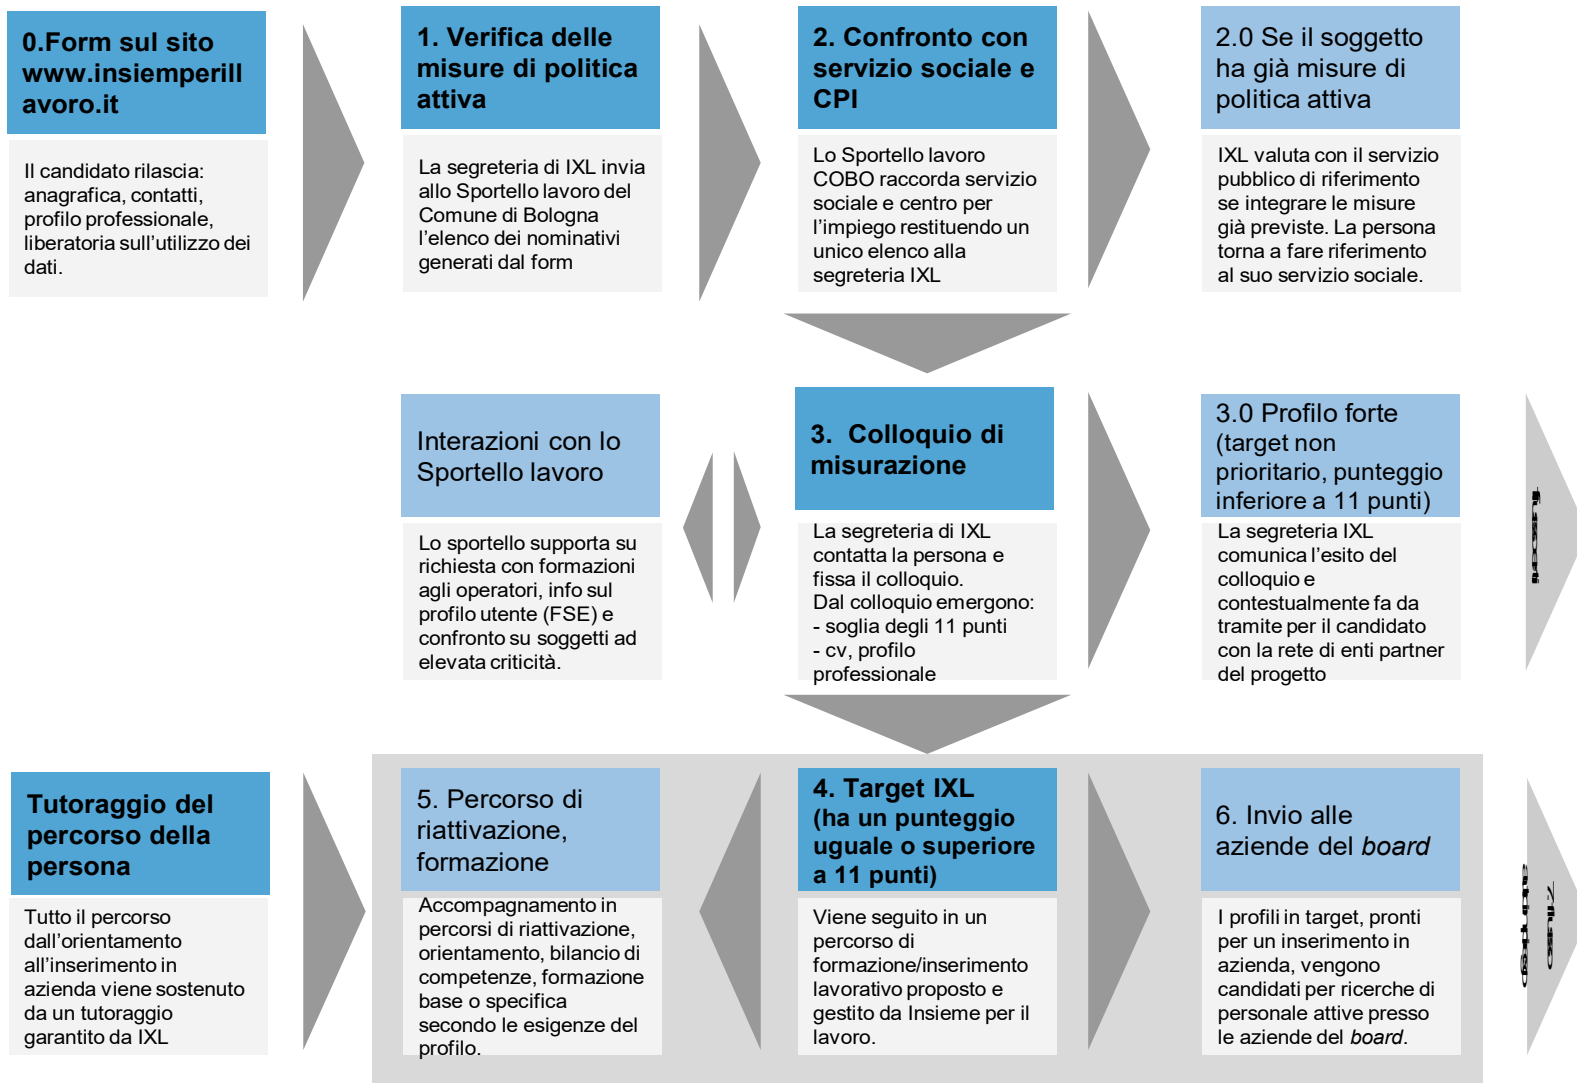 0.Form sul sito
www.insiemperill
avoro.it
Il candidato rilascia:
anagrafica, contatti,
profilo professionale,
liberatoria sull'utilizzo dei
dati.
1. Verifica delle
misure di politica
attiva
La segreteria di IXL invia
allo Sportello lavoro del
Comune di Bologna
l'elenco dei nominativi
generati dal form
2. Confronto con
servizio sociale e
CPI
Lo Sportello lavoro
COBO raccorda servizio
sociale e centro per
l'impiego restituendo un
unico elenco alla
segreteria IXL
2.0 Se il soggetto
ha già misure di
politica attiva
IXL valuta con il servizio
pubblico di riferimento
se integrare le misure
già previste. La persona
torna a fare riferimento
al suo servizio sociale.
Interazioni con lo
Sportello lavoro
Lo sportello supporta su
richiesta con formazioni
agli operatori, info sul
profilo utente (FSE) e
confronto su soggetti ad
elevata criticità.
3. Colloquio di
misurazione
La segreteria di IXL
contatta la persona e
fissa il colloquio.
Dal colloquio emergono:
- soglia degli 11 punti
- cv, profilo
professionale
3.0 Profilo forte
(target non
prioritario, punteggio
inferiore a 11 punti)
La segreteria IXL
comunica l'esito del
colloquio e
contestualmente fa da
tramite per il candidato
con la rete di enti partner
del progetto
Tutoraggio del
percorso della
persona
Tutto il percorso
dall'orientamento
all'inserimento in
azienda viene sostenuto
da un tutoraggio
garantito da IXL
5. Percorso di
riattivazione,
formazione
Accompagnamento in
percorsi di riattivazione,
orientamento, bilancio di
competenze, formazione
base o specifica
secondo le esigenze del
profilo.
4. Target IXL
(ha un punteggio
uguale o superiore
a 11 punti)
Viene seguito in un
percorso di
formazione/inserimento
lavorativo proposto e
gestito da Insieme per il
lavoro.
6. Invio alle
aziende del board
I profili in target, pronti
per un inserimento in
azienda, vengono
candidati per ricerche di
personale attive presso
le aziende del board.